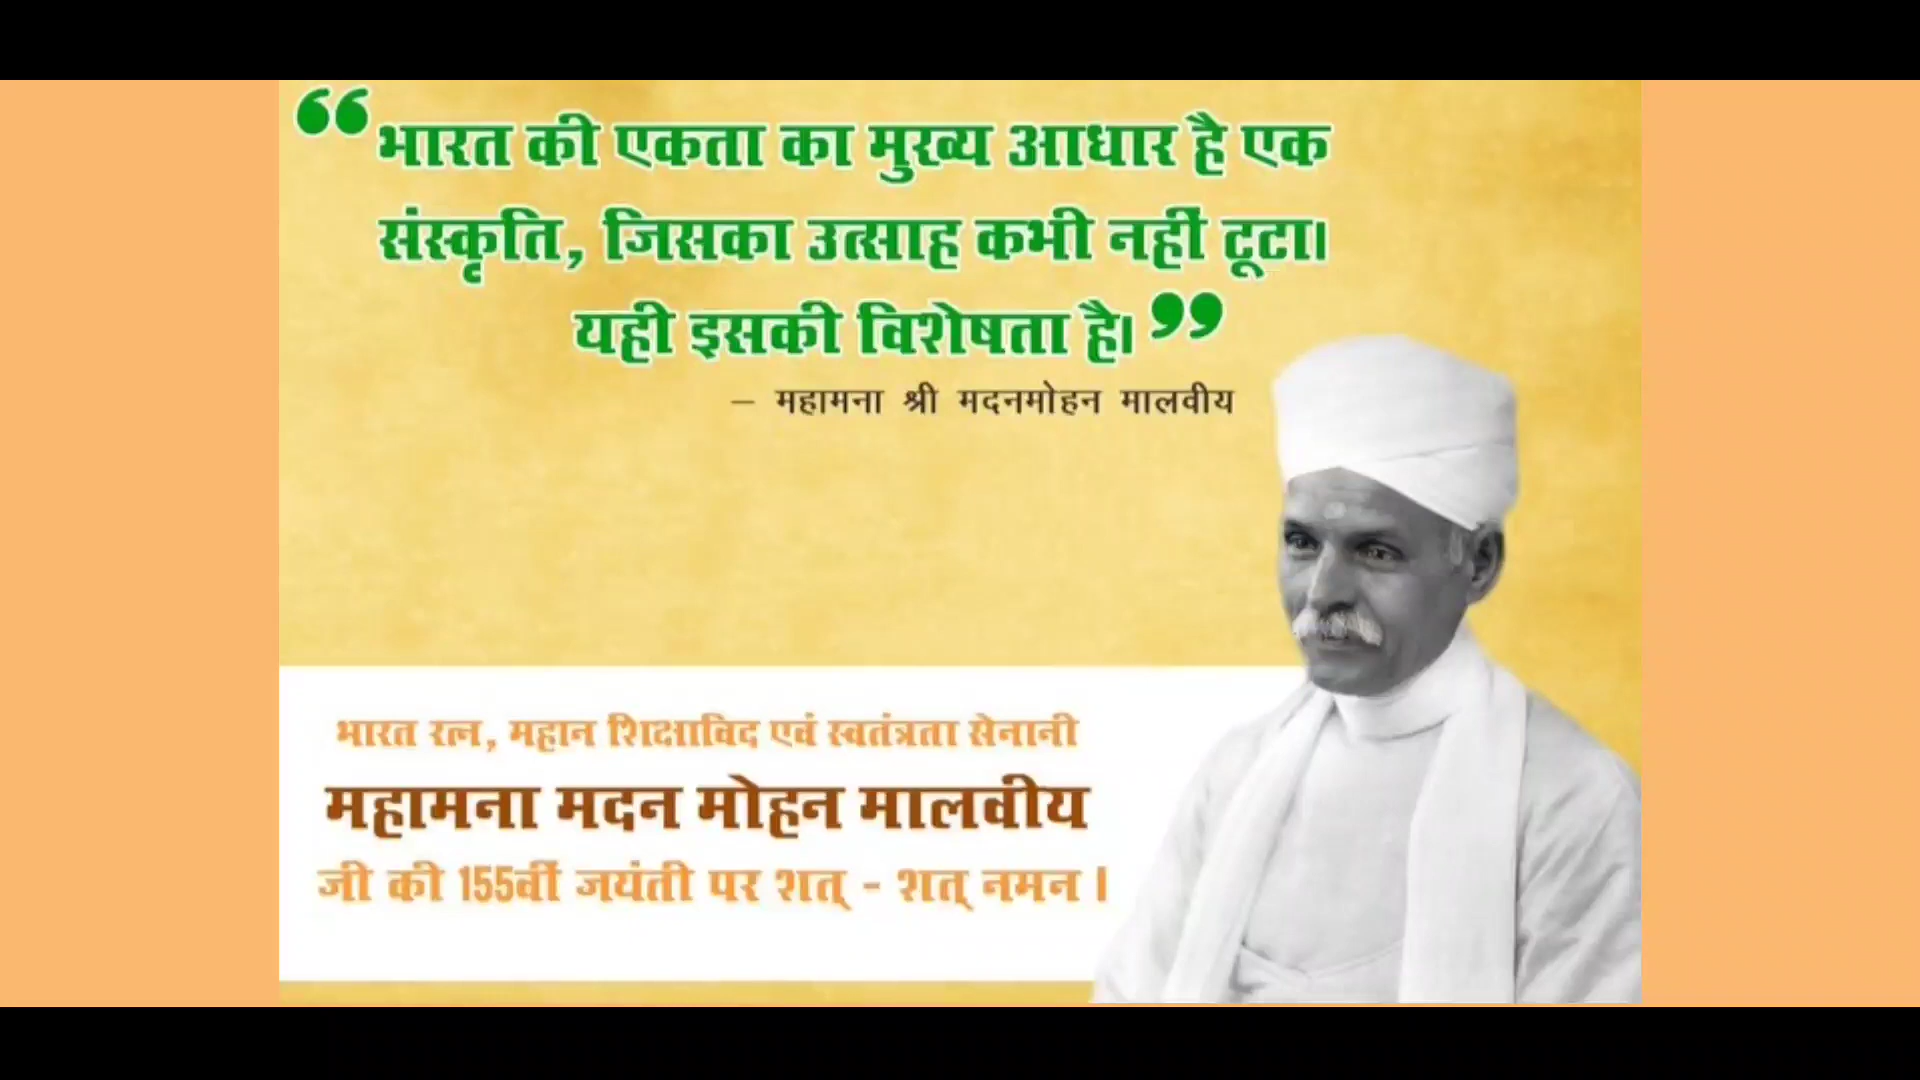 “भारत की एकता का मुख्य आधार है एक
संस्कृति, जिसका उत्साह कभी नहीं टूटा।
यही इसकी विशेषता है।”
– महामना श्री मदनमोहन मालवीय
भारत रत्न, महान शिक्षाविद एवं स्वतंत्रता सेनानी
महामना मदन मोहन मालवीय
जी की 155वीं जयंती पर शत् - शत् नमन ।